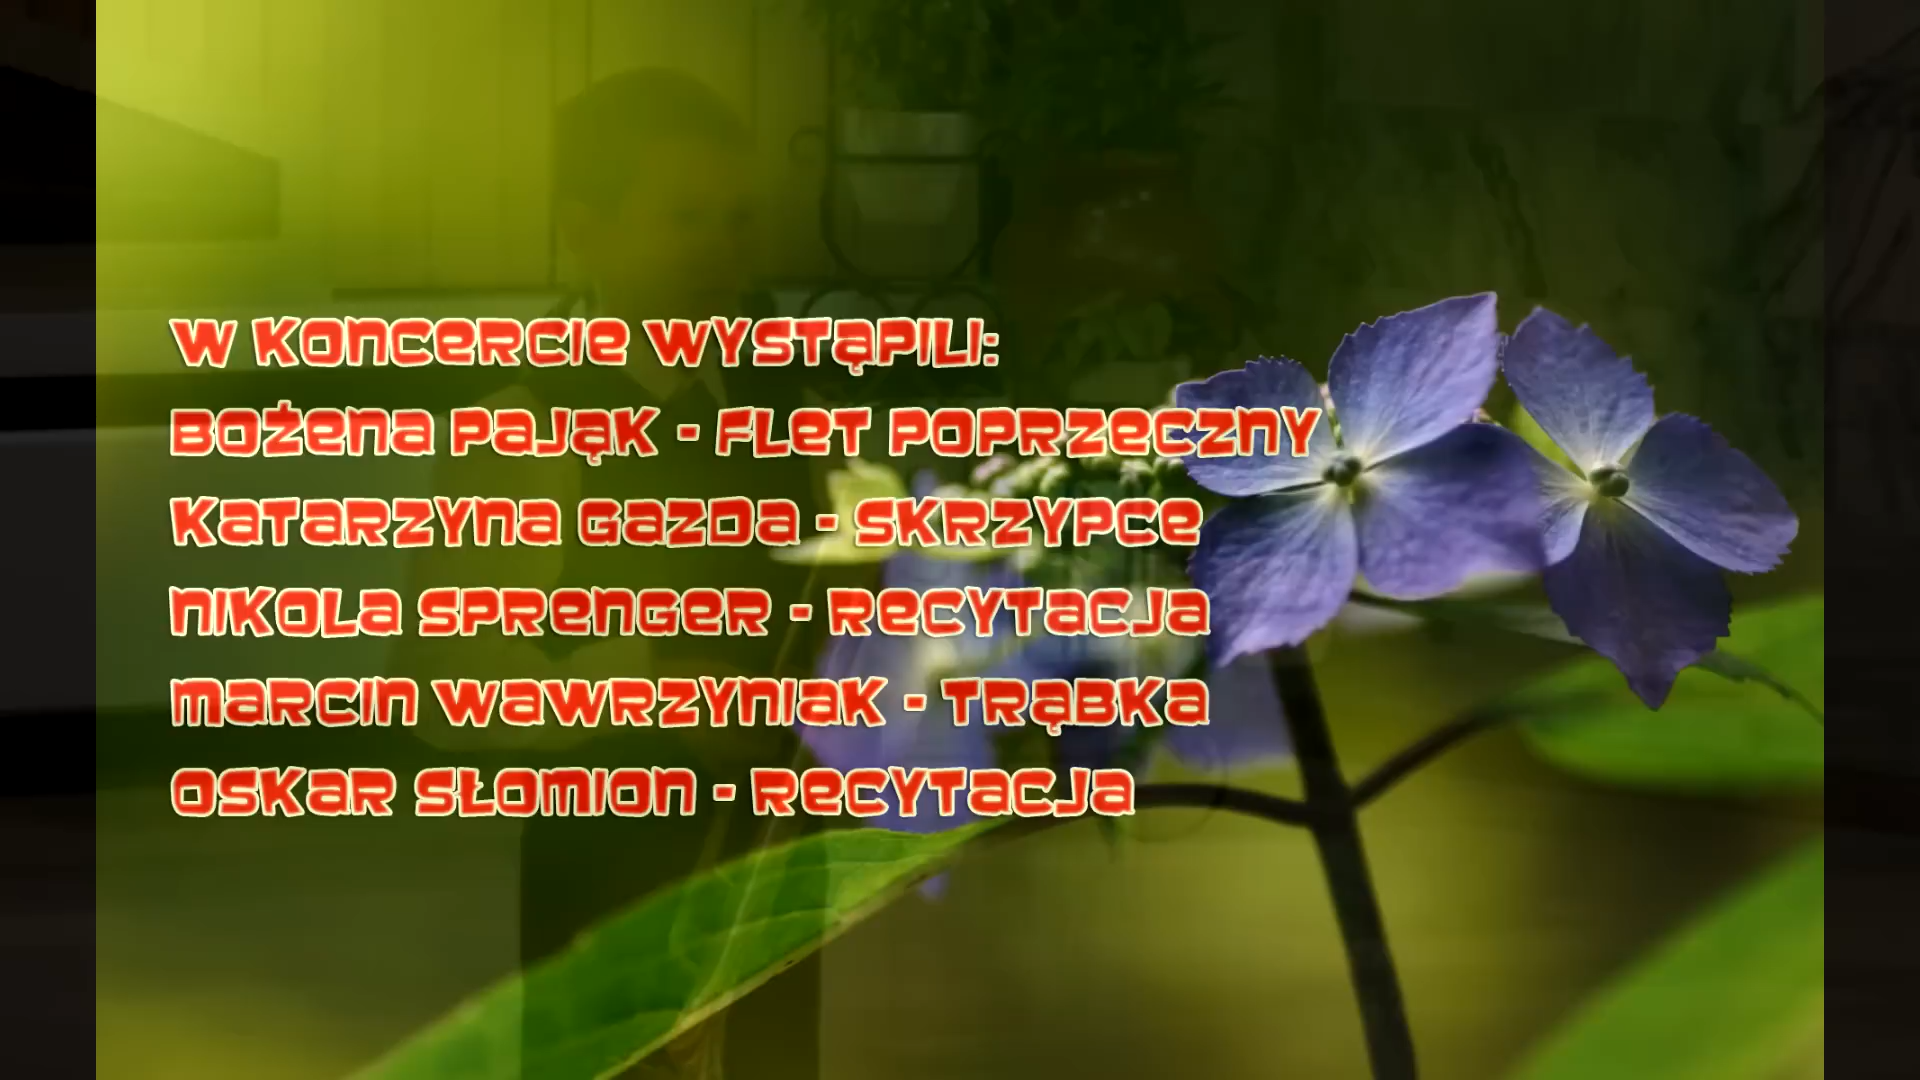 W KONCERCIE WYSTĄPILI:
BOŻENA PAJĄK - FLET POPRZECZNY
KATARZYNA GAZDA - SKRZYPCE
NIKOLA SPRENGER - RECYTACJA
MARCIN WAWRZYNIAK - TRĄBKA
OSKAR SŁOMION - RECYTACJA